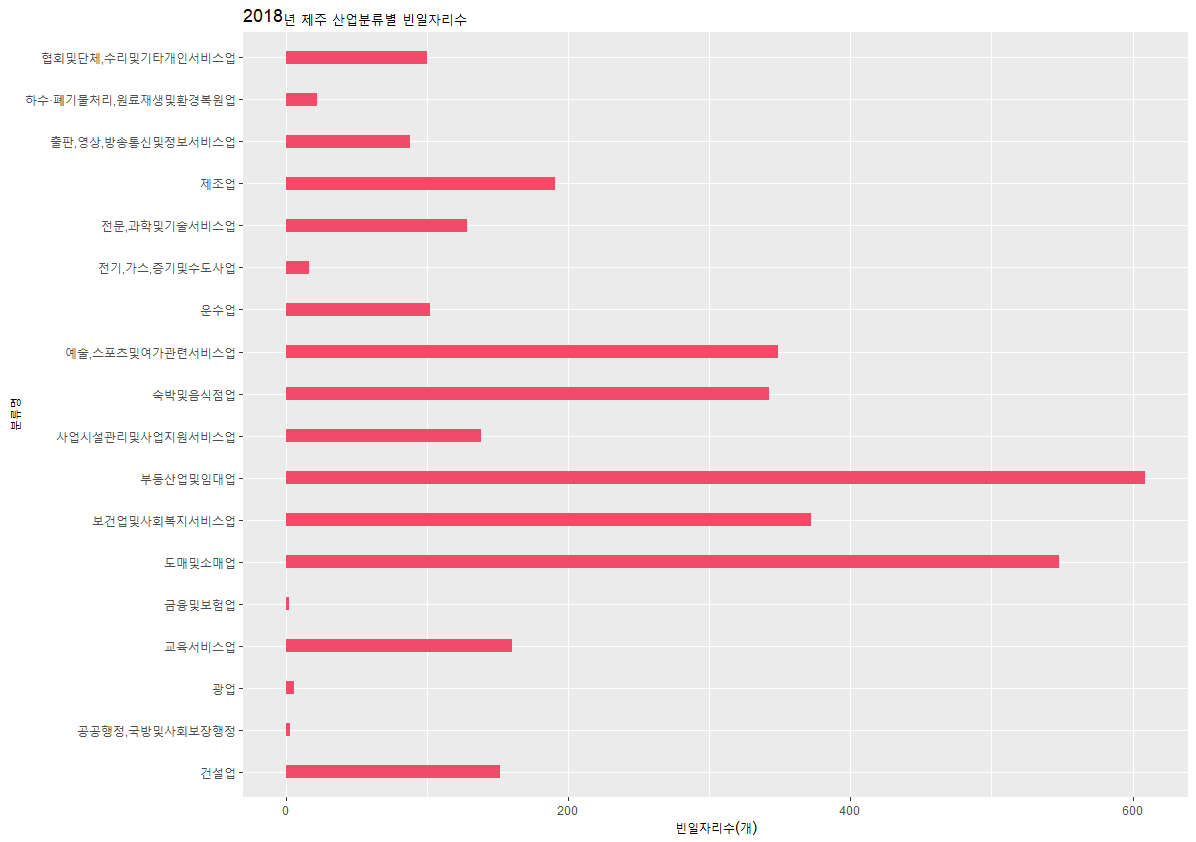 2018년 제주 산업분류별 빈일자리수
협회및단체,수리및기타개인서비스업
하수·폐기물처리,원료재생및환경복원업
출판,영상,방송통신및정보서비스업
제조업
전문,과학및기술서비스업
전기,가스,증기및수도사업
운수업
예술,스포츠및여가관련서비스업
숙박및음식점업
사업시설관리및사업지원서비스업
부동산업및임대업
보건업및사회복지서비스업
도매및소매업
금융및보험업
교육서비스업
광업
공공행정,국방및사회보장행정
건설업
분류명
0 200 400 600
빈일자리수(개)